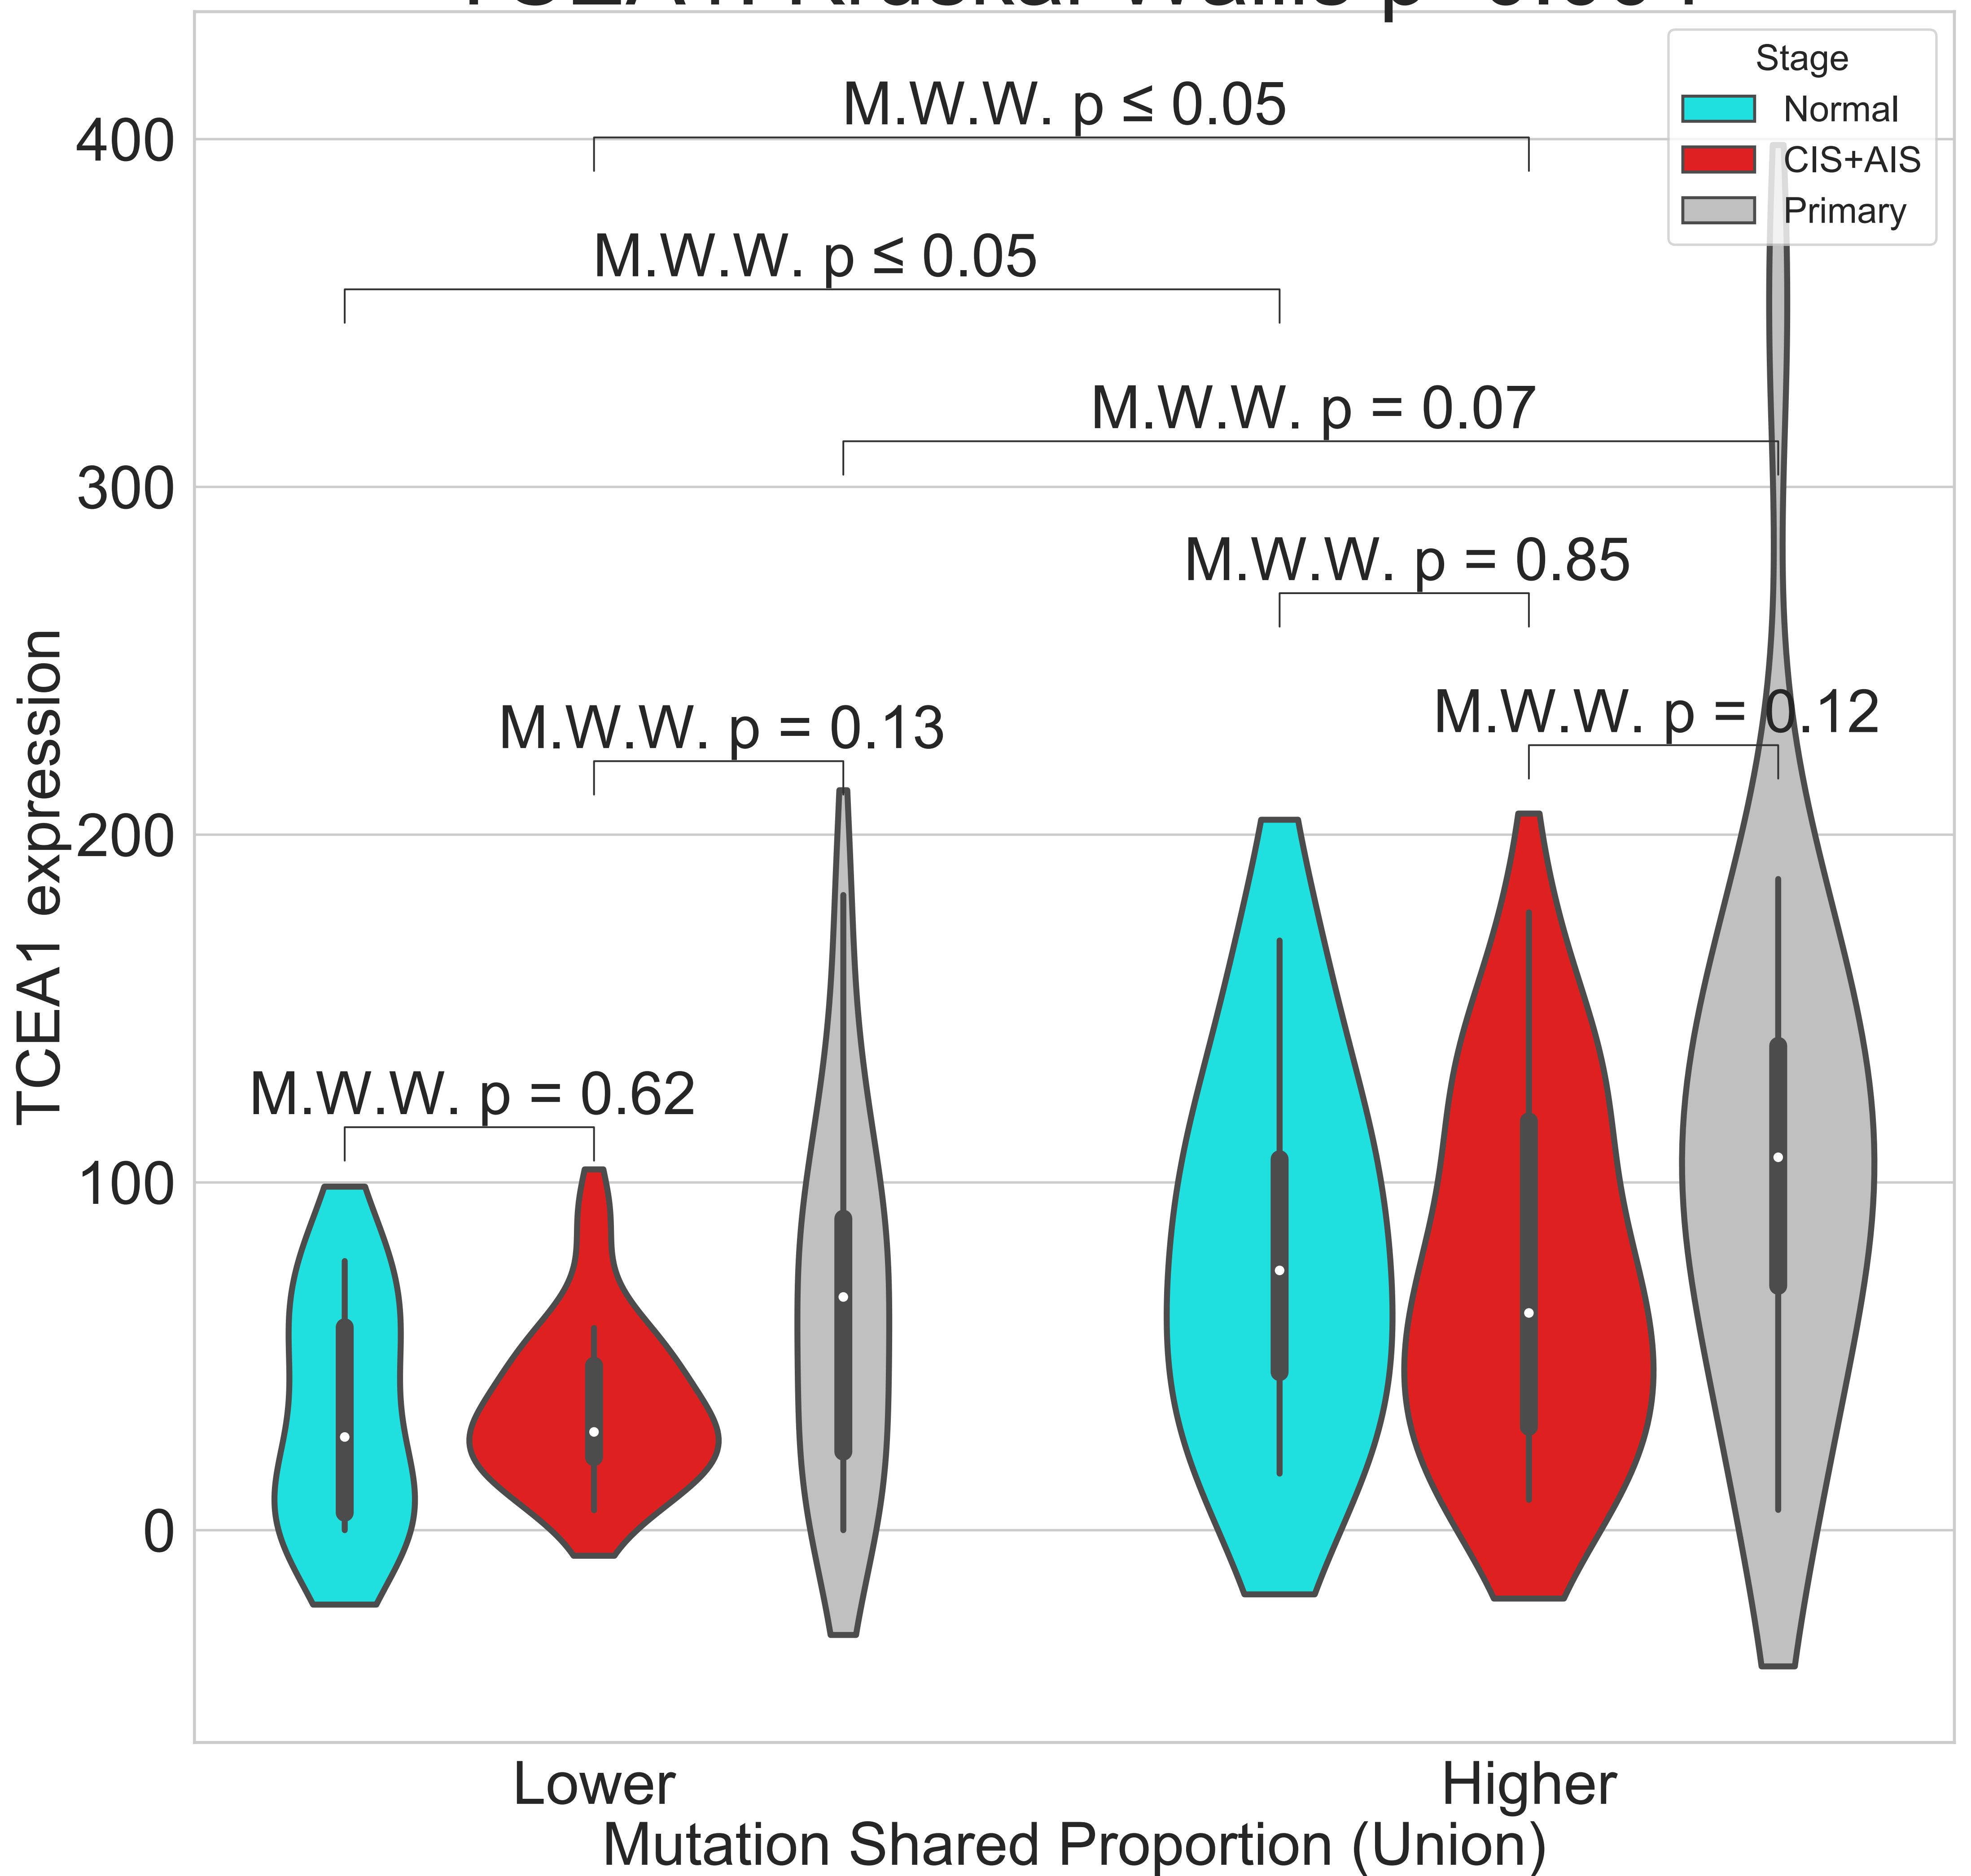 Stage
Normal
CIS+AIS
Primary
M.W.W. p ≤ 0.05
M.W.W. p ≤ 0.05
M.W.W. p = 0.07
M.W.W. p = 0.85
M.W.W. p = 0.12
M.W.W. p = 0.13
M.W.W. p = 0.62
400
300
200
100
0
TCEA1 expression
Lower
Higher
Mutation Shared Proportion (Union)